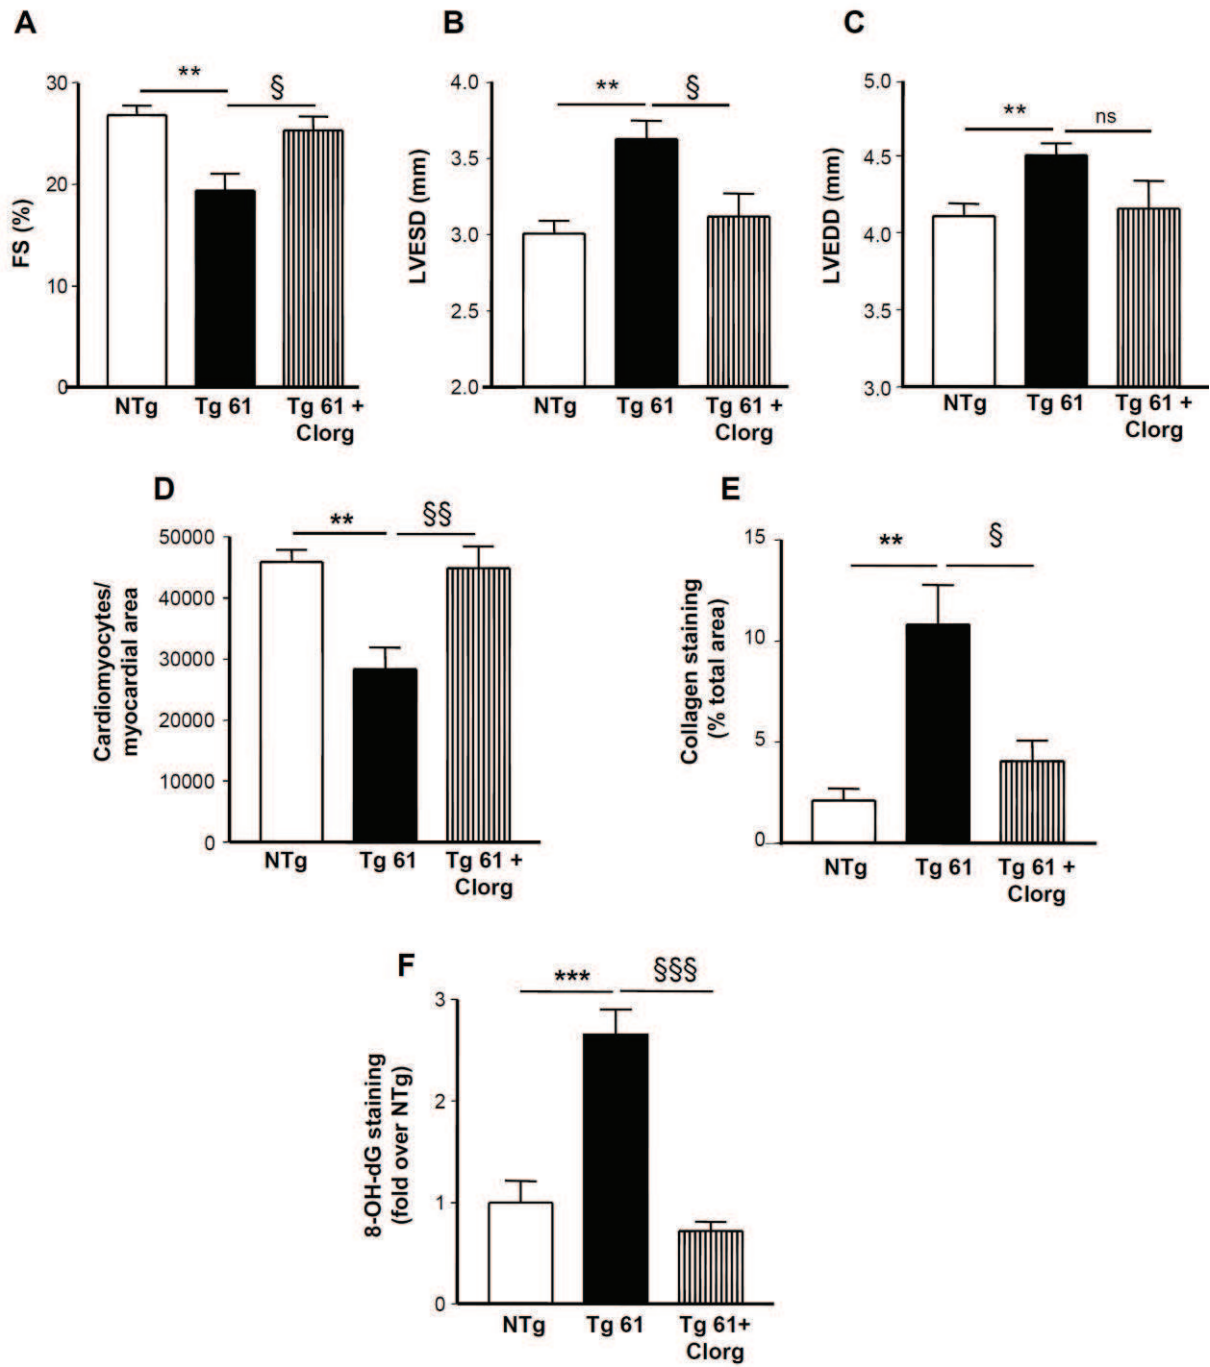 A
FS (%)
30
20
10
0
**
§
NTg
Tg 61
Tg 61 +
Clorg
B
LVESD (mm)
4.0
3.5
3.0
2.5
2.0
**
§
NTg
Tg 61
Tg 61 +
Clorg
C
LVEDD (mm)
5.0
4.5
4.0
3.5
3.0
**
ns
NTg
Tg 61
Tg 61 +
Clorg
D
Cardiomyocytes/
myocardial area
50000
40000
30000
20000
10000
0
**
§§
NTg
Tg 61
Tg 61 +
Clorg
E
Collagen staining
(% total area)
15
10
5
0
**
§
NTg
Tg 61
Tg 61 +
Clorg
F
8-OH-dG staining
(fold over NTg)
3
2
1
0
***
§§§
NTg
Tg 61
Tg 61+
Clorg